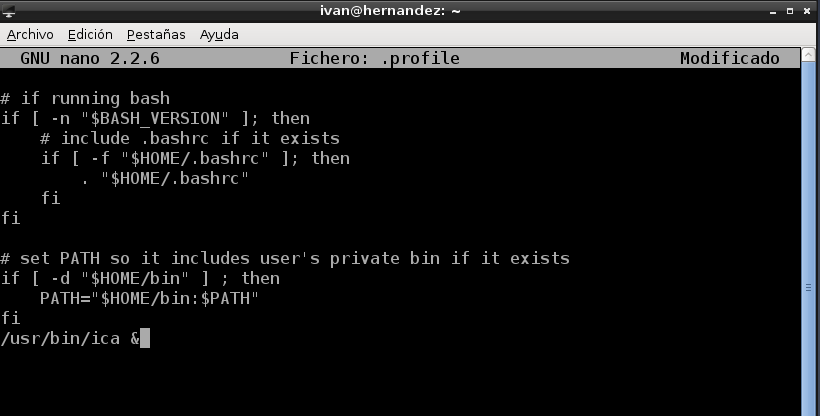 ivan@hernandez: ~
Archivo Edición Pestañas Ayuda
GNU nano 2.2.6 Fichero: .profile Modificado
# if running bash
if [ -n "$BASH_VERSION" ]; then
    # include .bashrc if it exists
    if [ -f "$HOME/.bashrc" ]; then
        . "$HOME/.bashrc"
    fi
fi
# set PATH so it includes user's private bin if it exists
if [ -d "$HOME/bin" ] ; then
    PATH="$HOME/bin:$PATH"
fi
/usr/bin/ica &